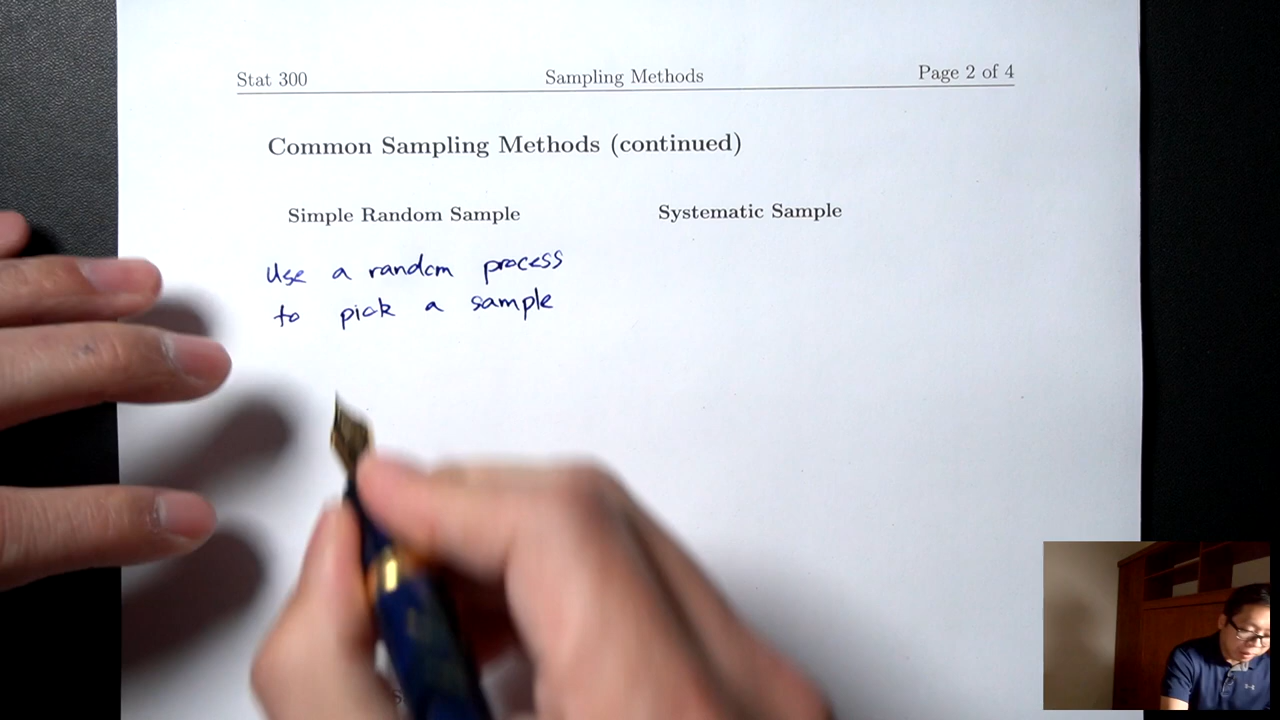 Stat 300
Sampling Methods
Page 2 of 4
Common Sampling Methods (continued)
Simple Random Sample
Systematic Sample
Use a random process
to pick a sample